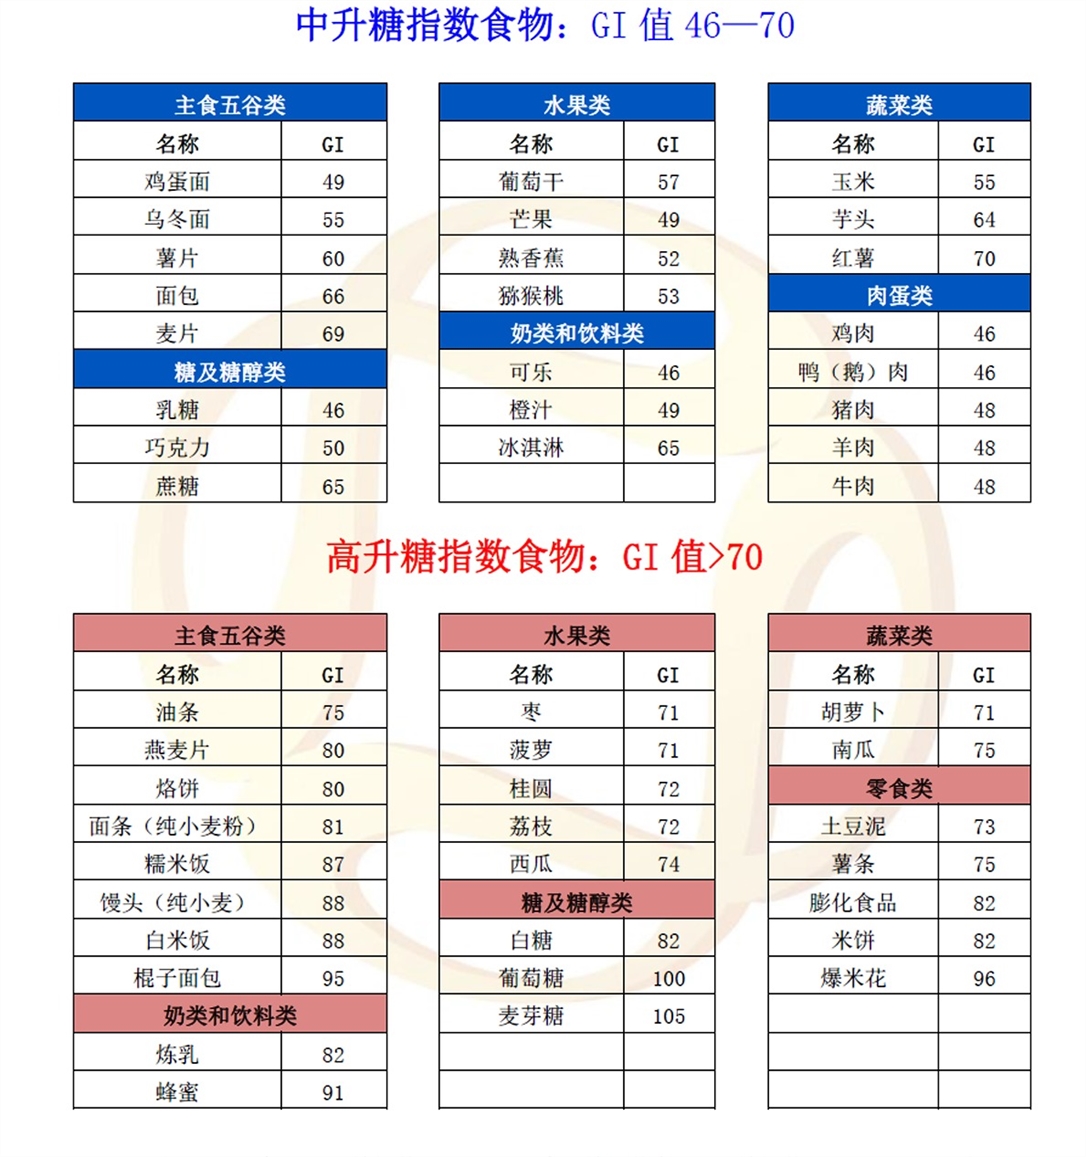 中升糖指数食物：GI 值 46—70
主食五谷类
名称 GI
鸡蛋面 49
乌冬面 55
薯片 60
面包 66
麦片 69
糖及糖醇类
乳糖 46
巧克力 50
蔗糖 65
水果类
名称 GI
葡萄干 57
芒果 49
熟香蕉 52
猕猴桃 53
奶类和饮料类
可乐 46
橙汁 49
冰淇淋 65
蔬菜类
名称 GI
玉米 55
芋头 64
红薯 70
肉蛋类
鸡肉 46
鸭（鹅）肉 46
猪肉 48
羊肉 48
牛肉 48
高升糖指数食物：GI 值>70
主食五谷类
名称 GI
油条 75
燕麦片 80
烙饼 80
面条（纯小麦粉） 81
糯米饭 87
馒头（纯小麦） 88
白米饭 88
棍子面包 95
奶类和饮料类
炼乳 82
蜂蜜 91
水果类
名称 GI
枣 71
菠萝 71
桂圆 72
荔枝 72
西瓜 74
糖及糖醇类
白糖 82
葡萄糖 100
麦芽糖 105
蔬菜类
名称 GI
胡萝卜 71
南瓜 75
零食类
土豆泥 73
薯条 75
膨化食品 82
米饼 82
爆米花 96